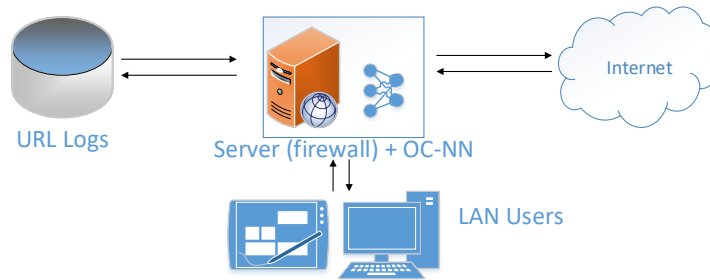 Internet
URL Logs
Server (firewall) + OC-NN
LAN Users